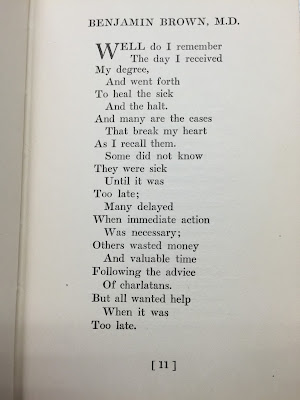 BENJAMIN BROWN, M.D.
WELL do I remember
The day I received
My degree,
And went forth
To heal the sick
And the halt.
And many are the cases
That break my heart
As I recall them.
Some did not know
They were sick
Until it was
Too late;
Many delayed
When immediate action
Was necessary;
Others wasted money
And valuable time
Following the advice
Of charlatans.
But all wanted help
When it was
Too late.
[ 11 ]